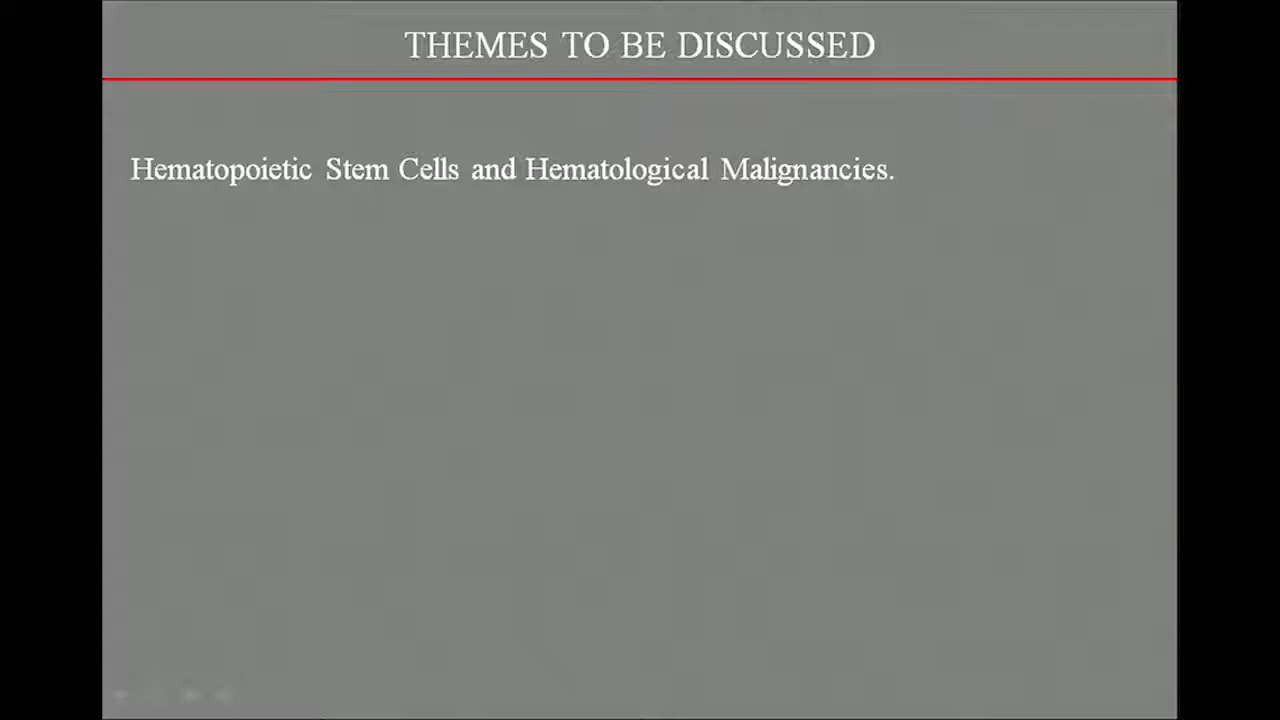 THEMES TO BE DISCUSSED
Hematopoietic Stem Cells and Hematological Malignancies.